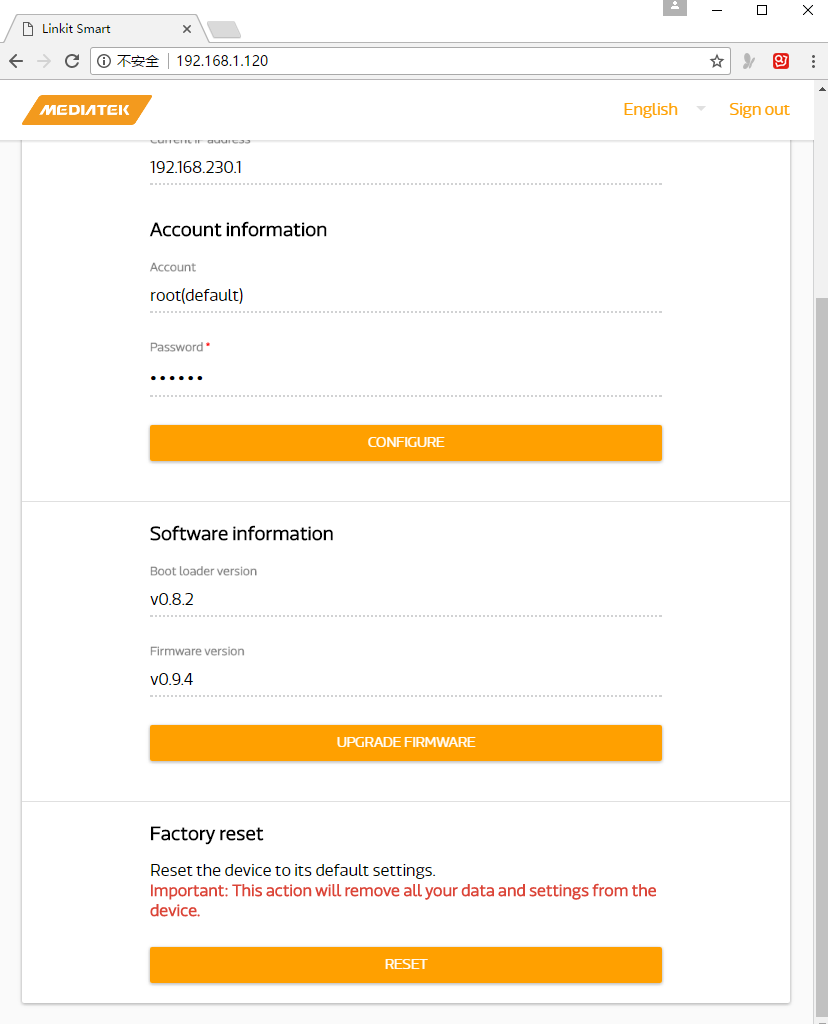 Linkit Smart
不安全
192.168.1.120
MEDIATEK
English
Sign out
Current IP address
192.168.230.1
Account information
Account
root(default)
Password *
••••••
CONFIGURE
Software information
Boot loader version
v0.8.2
Firmware version
v0.9.4
UPGRADE FIRMWARE
Factory reset
Reset the device to its default settings.
Important: This action will remove all your data and settings from the
device.
RESET